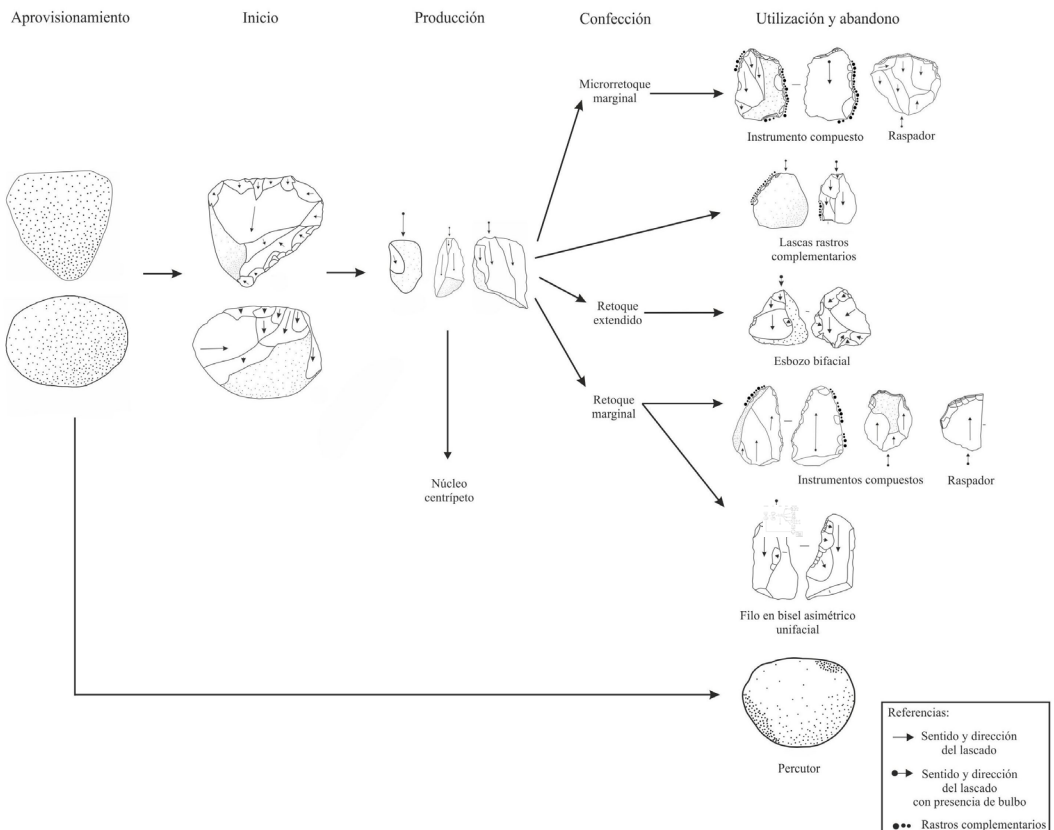 Aprovisionamiento
Inicio
Producción
Confección
Utilización y abandono
Microrretoque
marginal
Instrumento compuesto
Raspador
Lascas rastros
complementarios
Retoque
extendido
Esbozo bifacial
Retoque
marginal
Instrumentos compuestos
Raspador
Núcleo
centrípeto
Filo en bisel asimétrico
unifacial
Percutor
Referencias:
Sentido y dirección
del lascado
Sentido y dirección
del lascado
con presencia de bulbo
Rastros complementarios